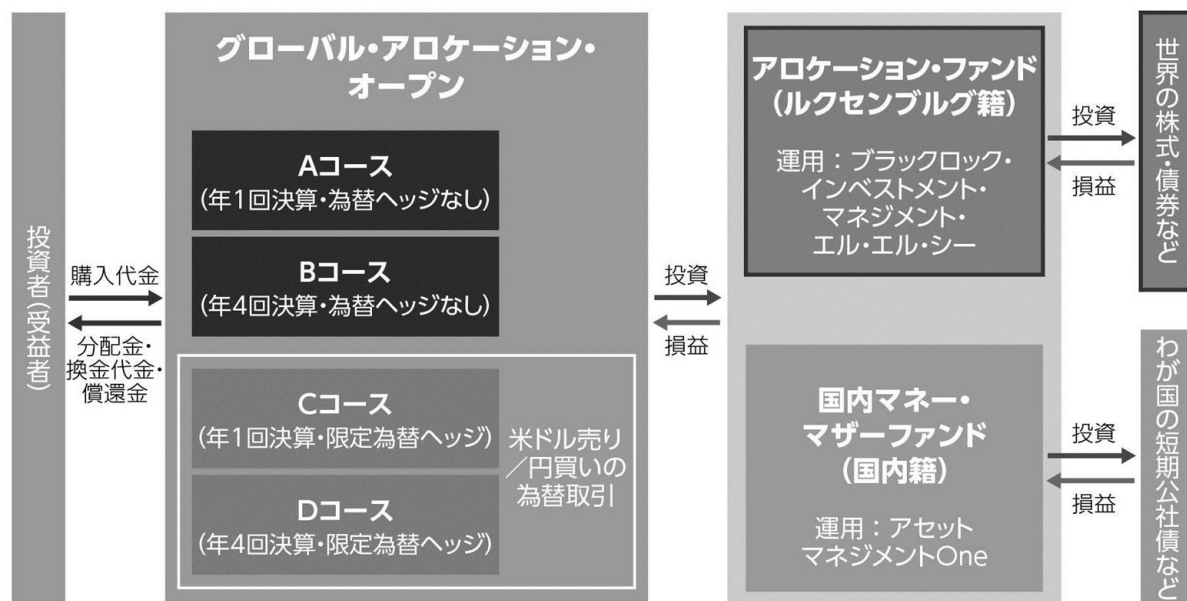 投資者(受益者)
購入代金
分配金・
換金代金・
償還金
グローバル・アロケーション・
オープン
Aコース
(年1回決算・為替ヘッジなし)
Bコース
(年4回決算・為替ヘッジなし)
Cコース
(年1回決算・限定為替ヘッジ)
Dコース
(年4回決算・限定為替ヘッジ)
米ドル売り
／円買いの
為替取引
投資
損益
アロケーション・ファンド
(ルクセンブルグ籍)
運用：ブラックロック・
インベストメント・
マネジメント・
エル・エル・シー
投資
損益
世界の株式・債券など
国内マネー・
マザーファンド
(国内籍)
運用：アセット
マネジメントOne
投資
損益
わが国の短期公社債など